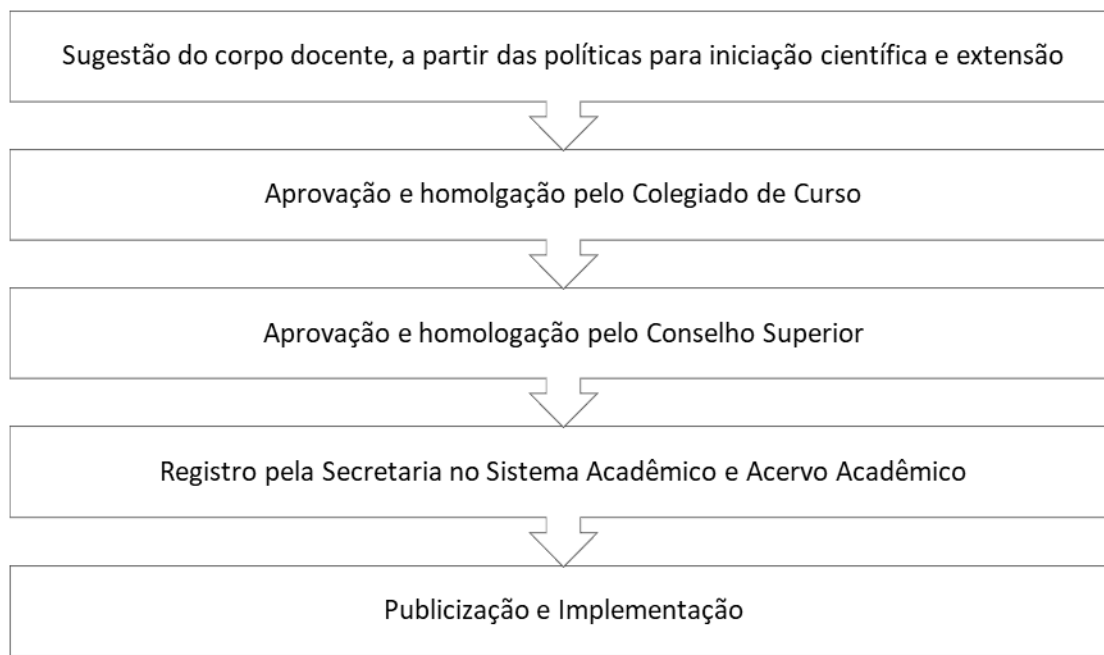 Sugestão do corpo docente, a partir das políticas para iniciação científica e extensão
Aprovação e homolgação pelo Colegiado de Curso
Aprovação e homologação pelo Conselho Superior
Registro pela Secretaria no Sistema Acadêmico e Acervo Acadêmico
Publicização e Implementação